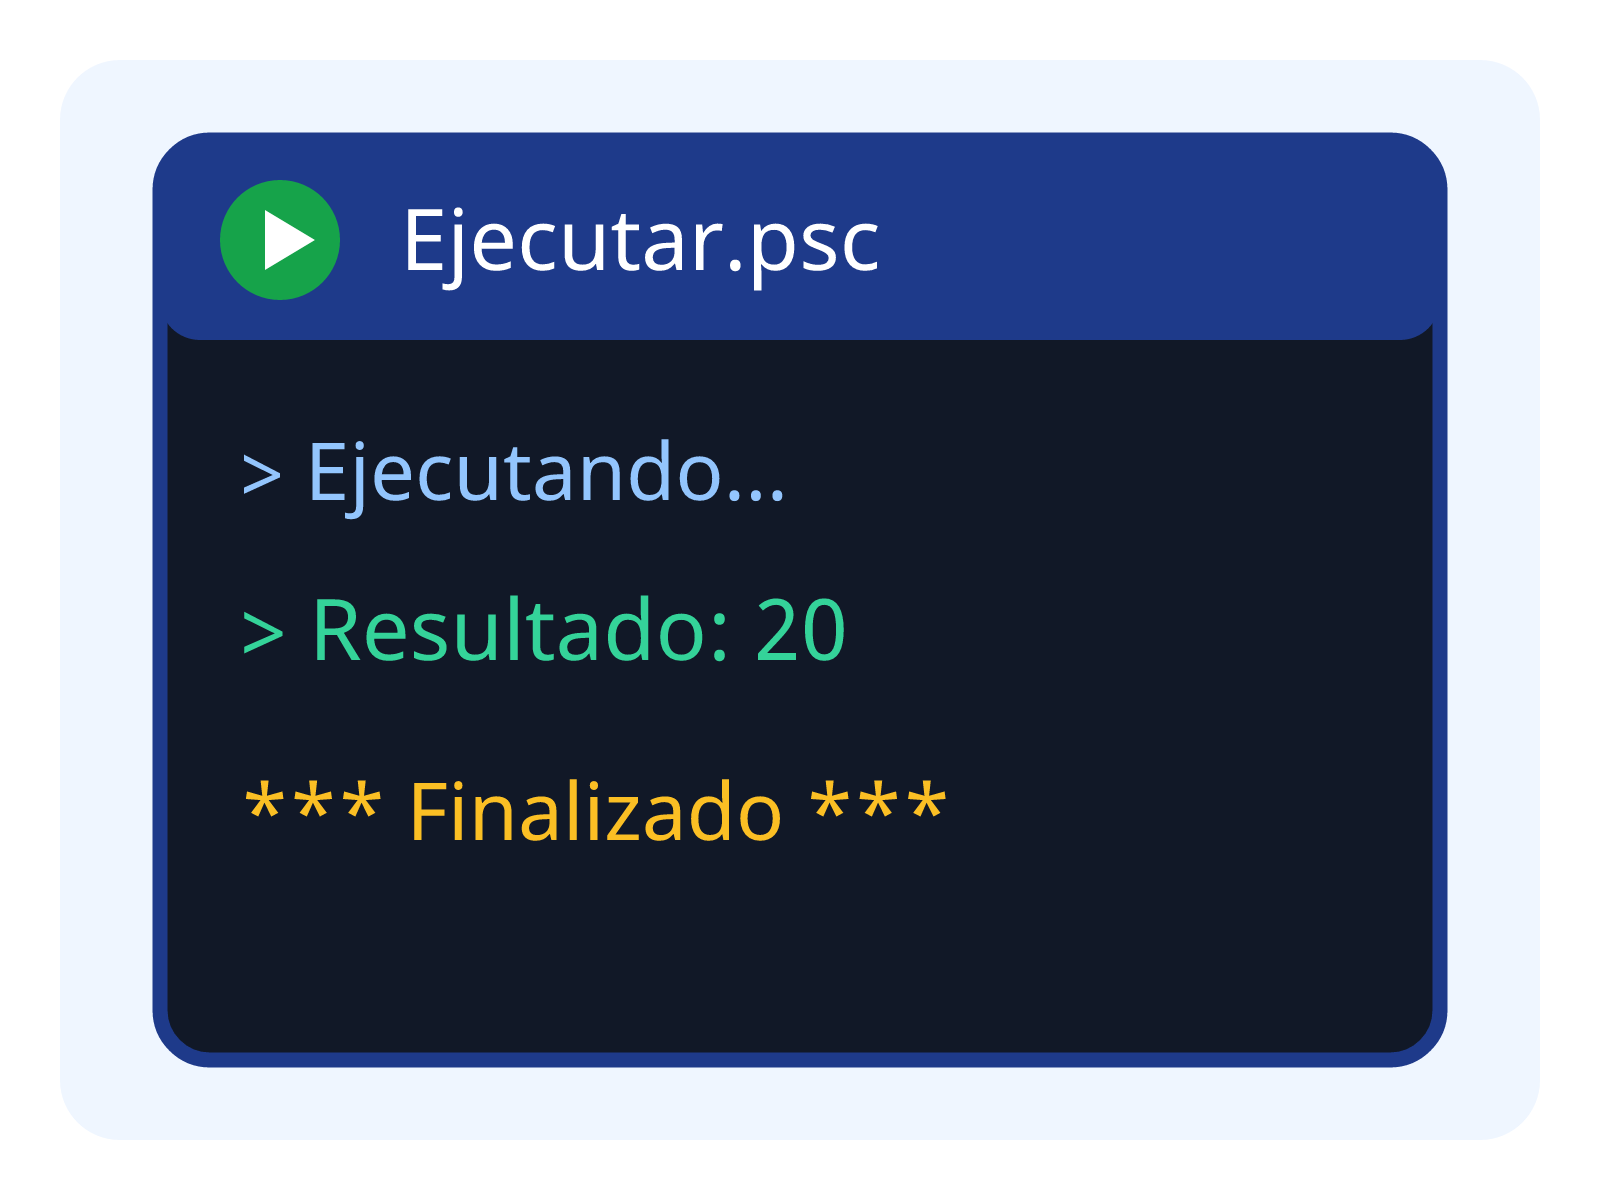 Ejecutar.psc
> Ejecutando...
> Resultado: 20
*** Finalizado ***